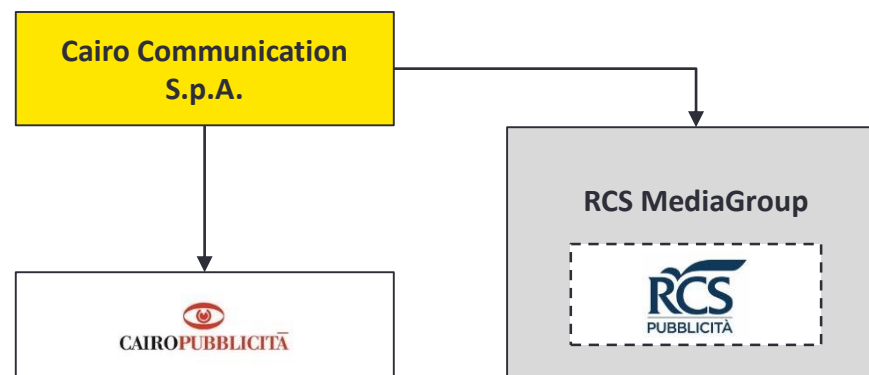 Cairo Communication
S.p.A.
RCS MediaGroup
RCS
PUBBLICITÀ
CAIROPUBBLICITÀ